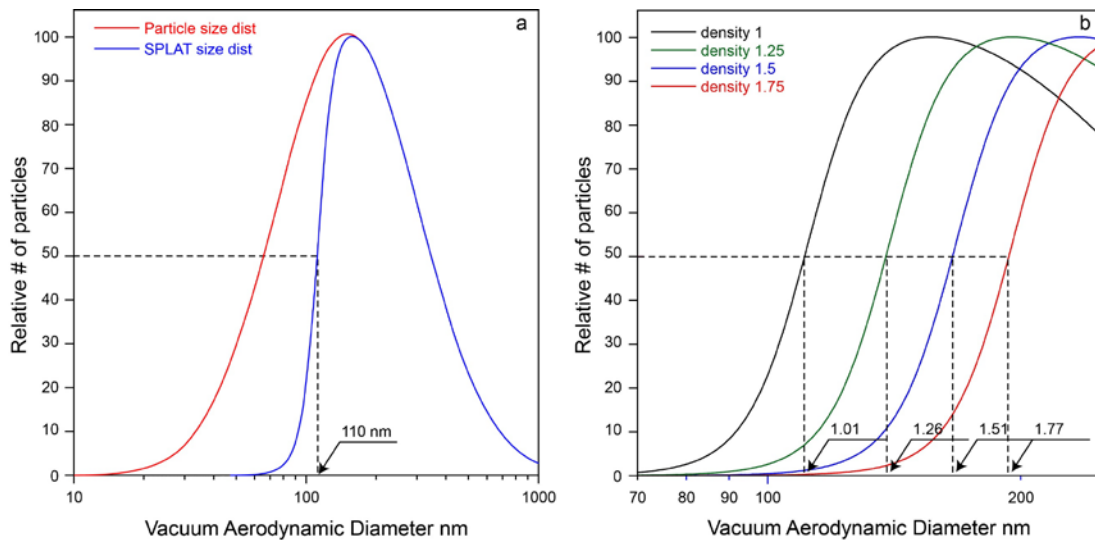 a
Particle size dist
SPLAT size dist
100
90
80
70
60
50
40
30
20
10
0
Relative # of particles
110 nm
10
100
1000
Vacuum Aerodynamic Diameter nm
b
density 1
density 1.25
density 1.5
density 1.75
100
90
80
70
60
50
40
30
20
10
0
Relative # of particles
1.01
1.26
1.51
1.77
70
80
90
100
200
Vacuum Aerodynamic Diameter nm